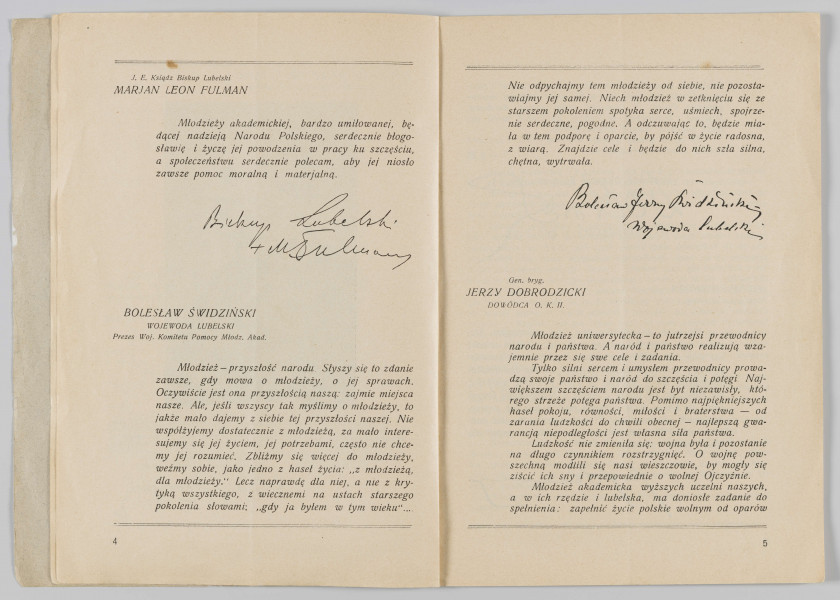 J. E. Ksiądz Biskup Lubelski
MARJAN LEON FULMAN
Młodzieży akademickiej, bardzo umiłowanej, bę-
dącej nadzieją Narodu Polskiego, serdecznie błogo-
sławię i życzę jej powodzenia w pracy ku szczęściu,
a społeczeństwu serdecznie polecam, aby jej niosło
zawsze pomoc moralną i materjalną.
Biskup Lubelski
+ M Fulman
BOLESŁAW ŚWIDZIŃSKI
WOJEWODA LUBELSKI
Prezes Woj. Komitetu Pomocy Młodz. Akad.
Młodzież – przyszłość narodu. Słyszy się to zdanie
zawsze, gdy mowa o młodzieży, o jej sprawach.
Oczywiście jest ona przyszłością naszą: zajmie miejsca
nasze. Ale, jeśli wszyscy tak myślimy o młodzieży, to
jakże mało dajemy z siebie tej przyszłości naszej. Nie
współżyjemy dostatecznie z młodzieżą, za mało intere-
sujemy się jej życiem, jej potrzebami, często nie chce-
my jej rozumieć. Zbliżmy się więcej do młodzieży,
weźmy sobie, jako jedno z haseł życia: „z młodzieżą,
dla młodzieży." Lecz naprawdę dla niej, a nie z kry-
tyką wszystkiego, z wiecznemi na ustach starszego
pokolenia słowami; „gdy ja byłem w tym wieku"...
4
Nie odpychajmy tem młodzieży od siebie, nie pozosta-
wiajmy jej samej. Niech młodzież w zetknięciu się ze
starszem pokoleniem spotyka serce, uśmiech, spojrze-
nie serdeczne, pogodne. A odczuwając to, będzie mia-
ła w tem podporę i oparcie, by pójść w życie radosna,
z wiarą. Znajdzie cele i będzie do nich szła silna,
chętna, wytrwała.
Bolesław Jerzy Świdziński
Wojewoda Lubelski
Gen. bryg.
JERZY DOBRODZICKI
DOWÓDCA O. K. II.
Młodzież uniwersytecka – to jutrzejsi przewodnicy
narodu i państwa. A naród i państwo realizują wza-
jemnie przez się swe cele i zadania.
Tylko silni sercem i umysłem przewodnicy prowa-
dzą swoje państwo i naród do szczęścia i potęgi Naj-
większem szczęściem narodu jest byt niezawisły, któ-
rego strzeże potęga państwa. Pomimo najpiękniejszych
haseł pokoju, równości, miłości i braterstwa — od
zarania ludzkości do chwili obecnej – najlepszą gwa-
rancją niepodległości jest własna siła państwa.
Ludzkość nie zmieniła się: wojna była i pozostanie
na długo czynnikiem rozstrzygnięć. O wojnę pow-
szechną modlili się nasi wieszczowie, by mogły się
ziścić ich sny i przepowiednie o wolnej Ojczyźnie.
Młodzież akademicka wyższych uczelni naszych,
a w ich rzędzie i lubelska, ma doniosłe zadanie do
spełnienia: zapełnić życie polskie wolnym od oparów
5